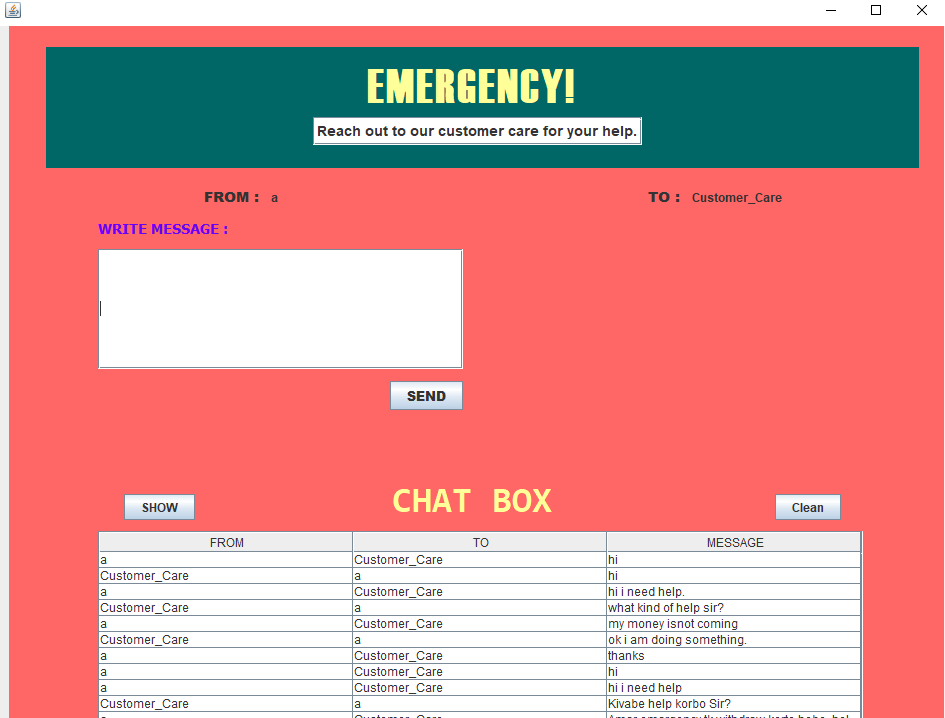 EMERGENCY!
Reach out to our customer care for your help.
FROM : a TO : Customer_Care
WRITE MESSAGE :
SEND
SHOW CHAT BOX Clean
FROM TO MESSAGE
a Customer_Care hi
Customer_Care a hi
a Customer_Care hi i need help.
Customer_Care a what kind of help sir?
a Customer_Care my money isnot coming
Customer_Care a ok i am doing something.
a Customer_Care thanks
a Customer_Care hi
a Customer_Care hi i need help
Customer_Care a Kivabe help korbo Sir?